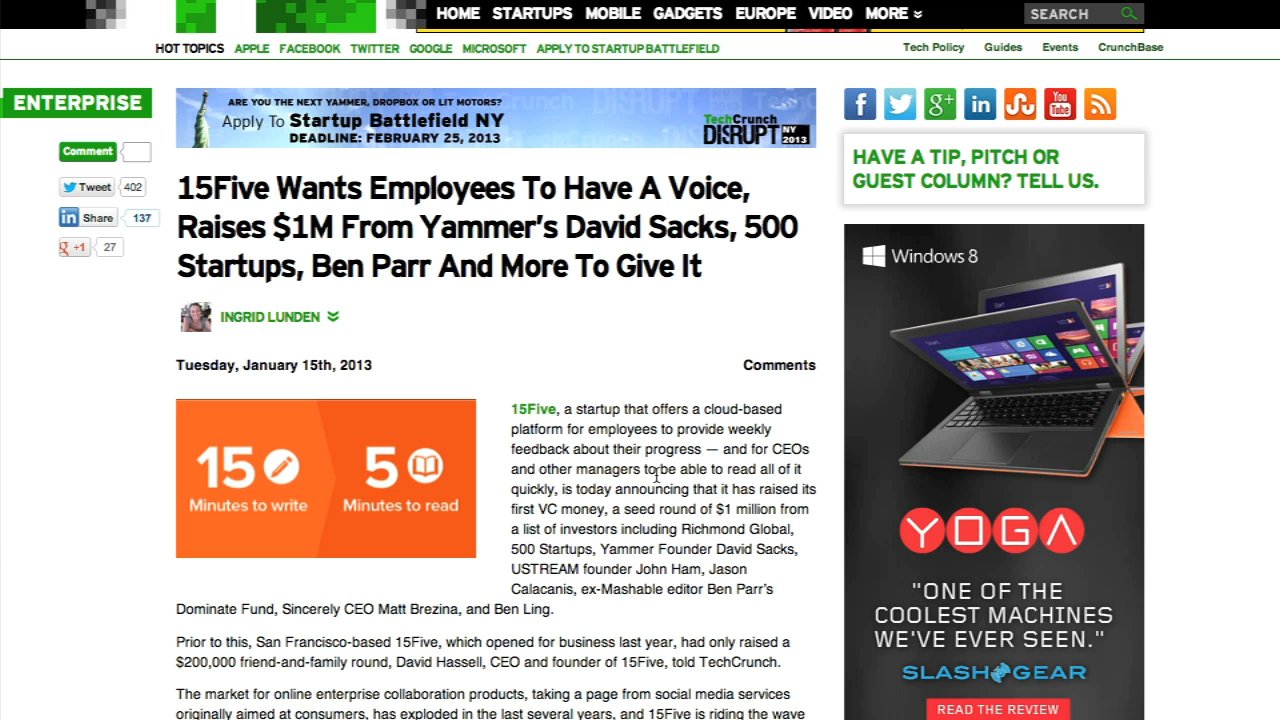 HOME STARTUPS MOBILE GADGETS EUROPE VIDEO MORE
SEARCH
HOT TOPICS APPLE FACEBOOK TWITTER GOOGLE MICROSOFT APPLY TO STARTUP BATTLEFIELD
Tech Policy Guides Events CrunchBase
ENTERPRISE
ARE YOU THE NEXT YAMMER, DROPBOX OR LIT MOTORS?
Apply To Startup Battlefield NY
DEADLINE: FEBRUARY 25, 2013
TechCrunch
DISRUPT NY 2013
Comment
Tweet 402
in Share 137
g +1 27
15Five Wants Employees To Have A Voice,
Raises $1M From Yammer's David Sacks, 500
Startups, Ben Parr And More To Give It
INGRID LUNDEN
Tuesday, January 15th, 2013
Comments
15
Minutes to write
5
Minutes to read
15Five, a startup that offers a cloud-based
platform for employees to provide weekly
feedback about their progress — and for CEOs
and other managers to be able to read all of it
quickly, is today announcing that it has raised its
first VC money, a seed round of $1 million from
a list of investors including Richmond Global,
500 Startups, Yammer Founder David Sacks,
USTREAM founder John Ham, Jason
Calacanis, ex-Mashable editor Ben Parr's
Dominate Fund, Sincerely CEO Matt Brezina, and Ben Ling.
Prior to this, San Francisco-based 15Five, which opened for business last year, had only raised a
$200,000 friend-and-family round, David Hassell, CEO and founder of 15Five, told TechCrunch.
The market for online enterprise collaboration products, taking a page from social media services
originally aimed at consumers, has exploded in the last several years, and 15Five is riding the wave
f g+ in You Tube
HAVE A TIP, PITCH OR
GUEST COLUMN? TELL US.
Windows 8
Start
Start
YOGA
"ONE OF THE
COOLEST MACHINES
WE'VE EVER SEEN."
SLASHGEAR
READ THE REVIEW